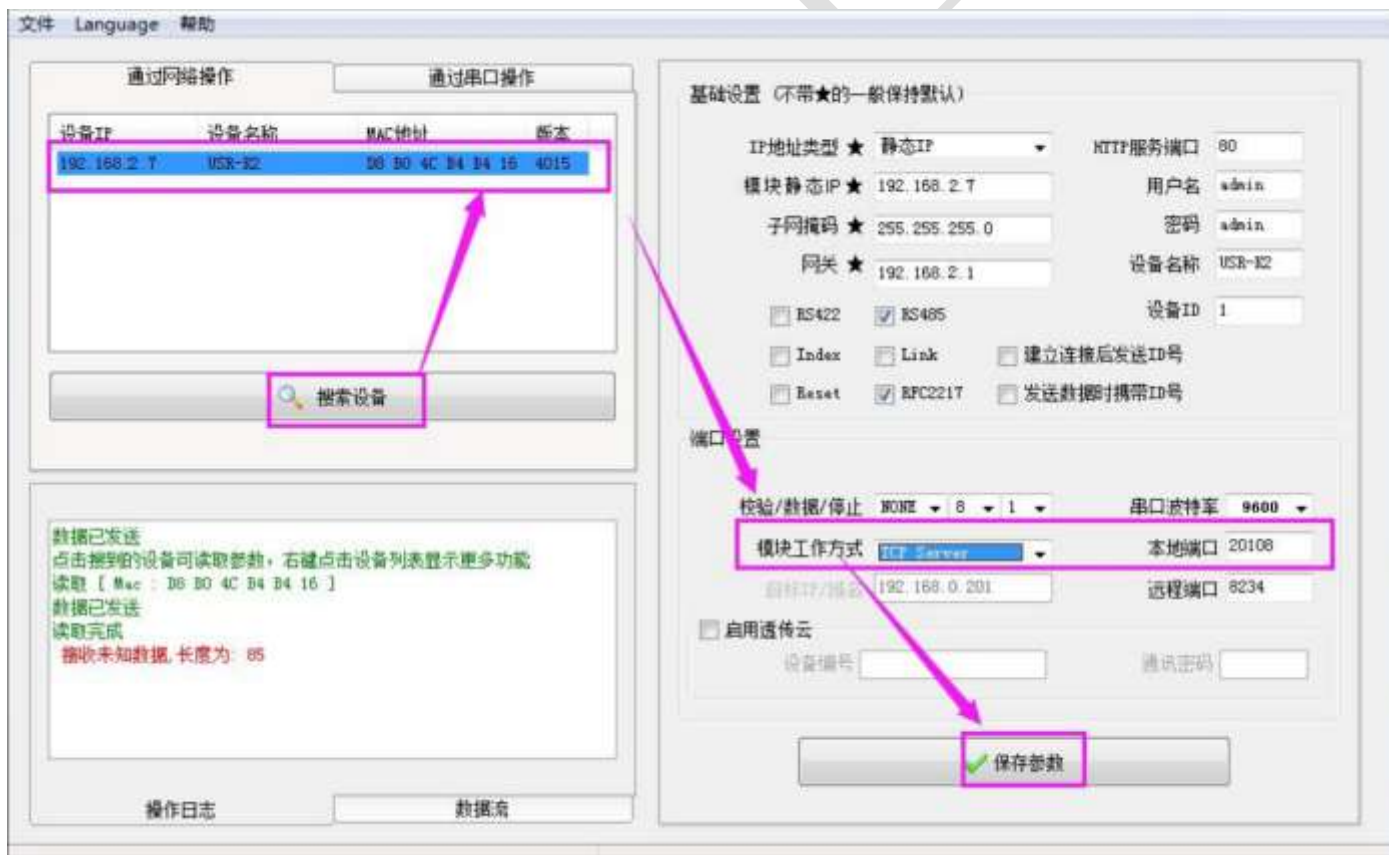 文件 Language 帮助
通过网络操作 通过串口操作
设备IP 设备名称 MAC地址 版本
192.168.2.7 USR-K2 D8 B0 4C B4 B4 16 4015
搜索设备
数据已发送
点击搜到的设备可读取参数，右键点击设备列表显示更多功能
读取 [ Mac : D8 B0 4C B4 B4 16 ]
数据已发送
读取完成
接收未知数据,长度为: 85
操作日志 数据流
基础设置 (不带★的一般保持默认)
IP地址类型 ★ 静态IP HTTP服务端口 80
模块静态IP ★ 192.168.2.7 用户名 admin
子网掩码 ★ 255.255.255.0 密码 admin
网关 ★ 192.168.2.1 设备名称 USR-K2
RS422 RS485 设备ID 1
Index Link 建立连接后发送ID号
Reset RFC2217 发送数据时携带ID号
端口设置
校验/数据/停止 NONE 8 1 串口波特率 9600
模块工作方式 TCP Server 本地端口 20108
目标IP/域名 192.168.0.201 远程端口 8234
启用透传云
设备编号 通讯密码
保存参数